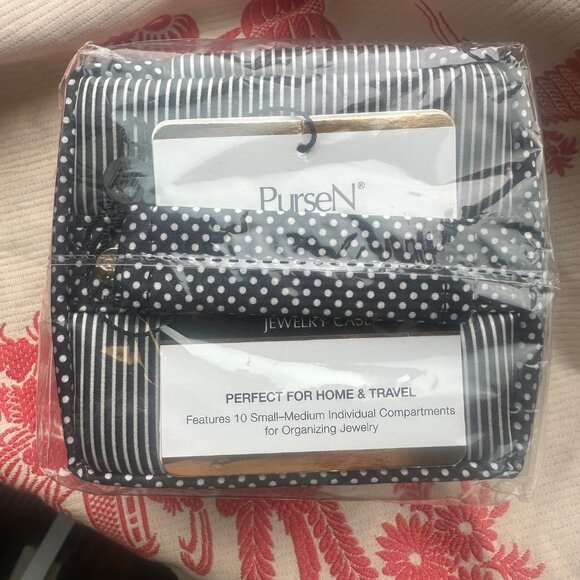 PurseN®
JEWELRY CASE
PERFECT FOR HOME & TRAVEL
Features 10 Small–Medium Individual Compartments
for Organizing Jewelry